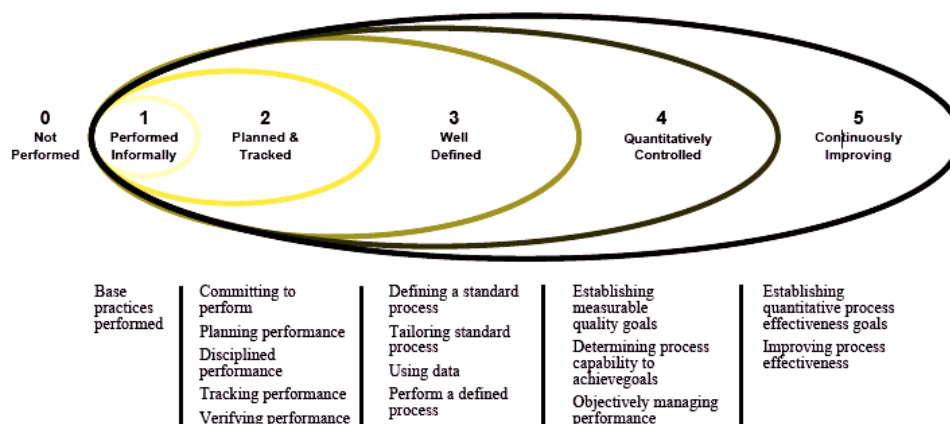 0
Not
Performed
1
Performed
Informally
2
Planned &
Tracked
3
Well
Defined
4
Quantitatively
Controlled
5
Continuously
Improving
Base
practices
performed
Committing to
perform
Planning performance
Disciplined
performance
Tracking performance
Verifying performance
Defining a standard
process
Tailoring standard
process
Using data
Perform a defined
process
Establishing
measurable
quality goals
Determining process
capability to
achievegoals
Objectively managing
performance
Establishing
quantitative process
effectiveness goals
Improving process
effectiveness